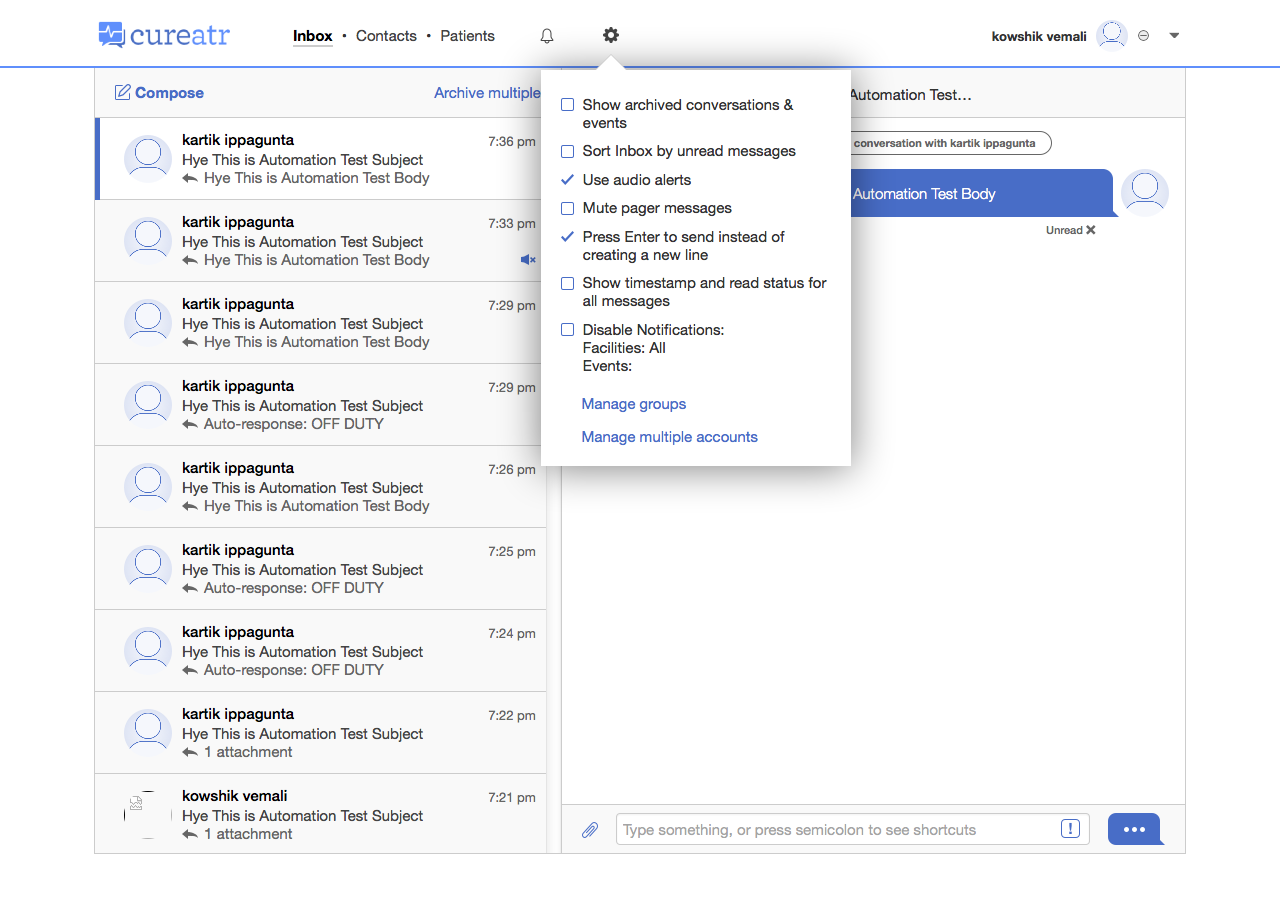 cureatr
Inbox • Contacts • Patients
kowshik vemali
Compose
Archive multiple
kartik ippagunta
7:36 pm
Hye This is Automation Test Subject
Hye This is Automation Test Body
kartik ippagunta
7:33 pm
Hye This is Automation Test Subject
Hye This is Automation Test Body
kartik ippagunta
7:29 pm
Hye This is Automation Test Subject
Hye This is Automation Test Body
kartik ippagunta
7:29 pm
Hye This is Automation Test Subject
Auto-response: OFF DUTY
kartik ippagunta
7:26 pm
Hye This is Automation Test Subject
Hye This is Automation Test Body
kartik ippagunta
7:25 pm
Hye This is Automation Test Subject
Auto-response: OFF DUTY
kartik ippagunta
7:24 pm
Hye This is Automation Test Subject
Auto-response: OFF DUTY
kartik ippagunta
7:22 pm
Hye This is Automation Test Subject
1 attachment
kowshik vemali
7:21 pm
Hye This is Automation Test Subject
1 attachment
Show archived conversations &
events
Sort Inbox by unread messages
Use audio alerts
Mute pager messages
Press Enter to send instead of
creating a new line
Show timestamp and read status for
all messages
Disable Notifications:
Facilities: All
Events:
Manage groups
Manage multiple accounts
Automation Test…
conversation with kartik ippagunta
Automation Test Body
Unread
Type something, or press semicolon to see shortcuts
!